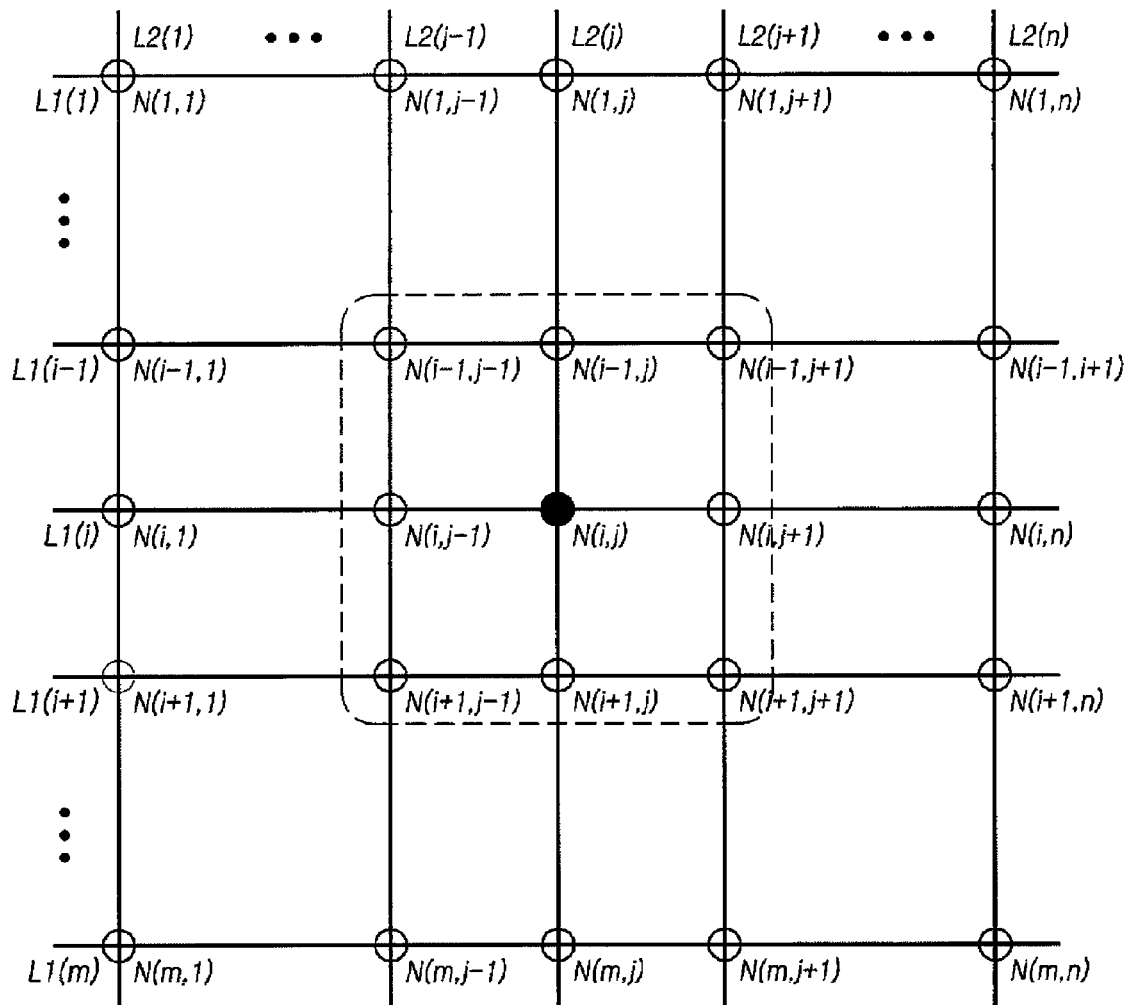 L2(1) ••• L2(j-1) L2(j) L2(j+1) ••• L2(n)
L1(1) N(1,1) N(1,j-1) N(1,j) N(1,j+1) N(1,n)
L1(i-1) N(i-1,1) N(i-1,j-1) N(i-1,j) N(i-1,j+1) N(i-1,i+1)
L1(i) N(i,1) N(i,j-1) N(i,j) N(i,j+1) N(i,n)
L1(i+1) N(i+1,1) N(i+1,j-1) N(i+1,j) N(i+1,j+1) N(i+1,n)
L1(m) N(m,1) N(m,j-1) N(m,j) N(m,j+1) N(m,n)